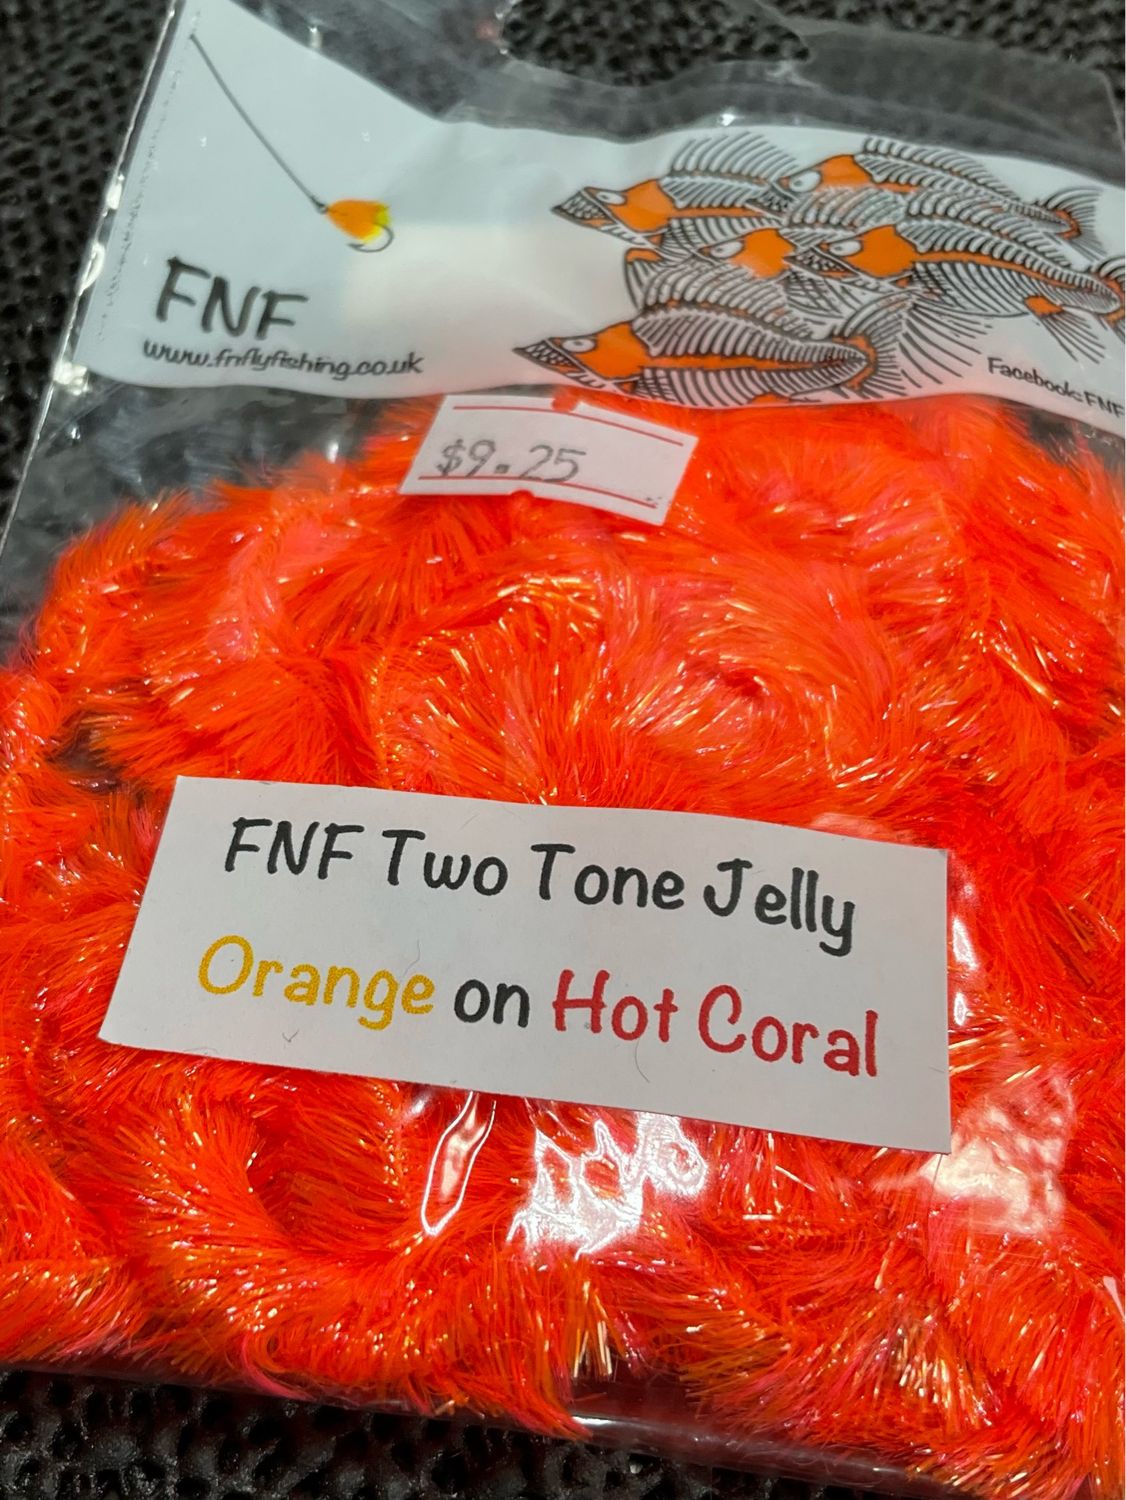 FNF
www.fnflyfishing.co.uk
Facebook: FNF
$9.25
FNF Two Tone Jelly
Orange on Hot Coral